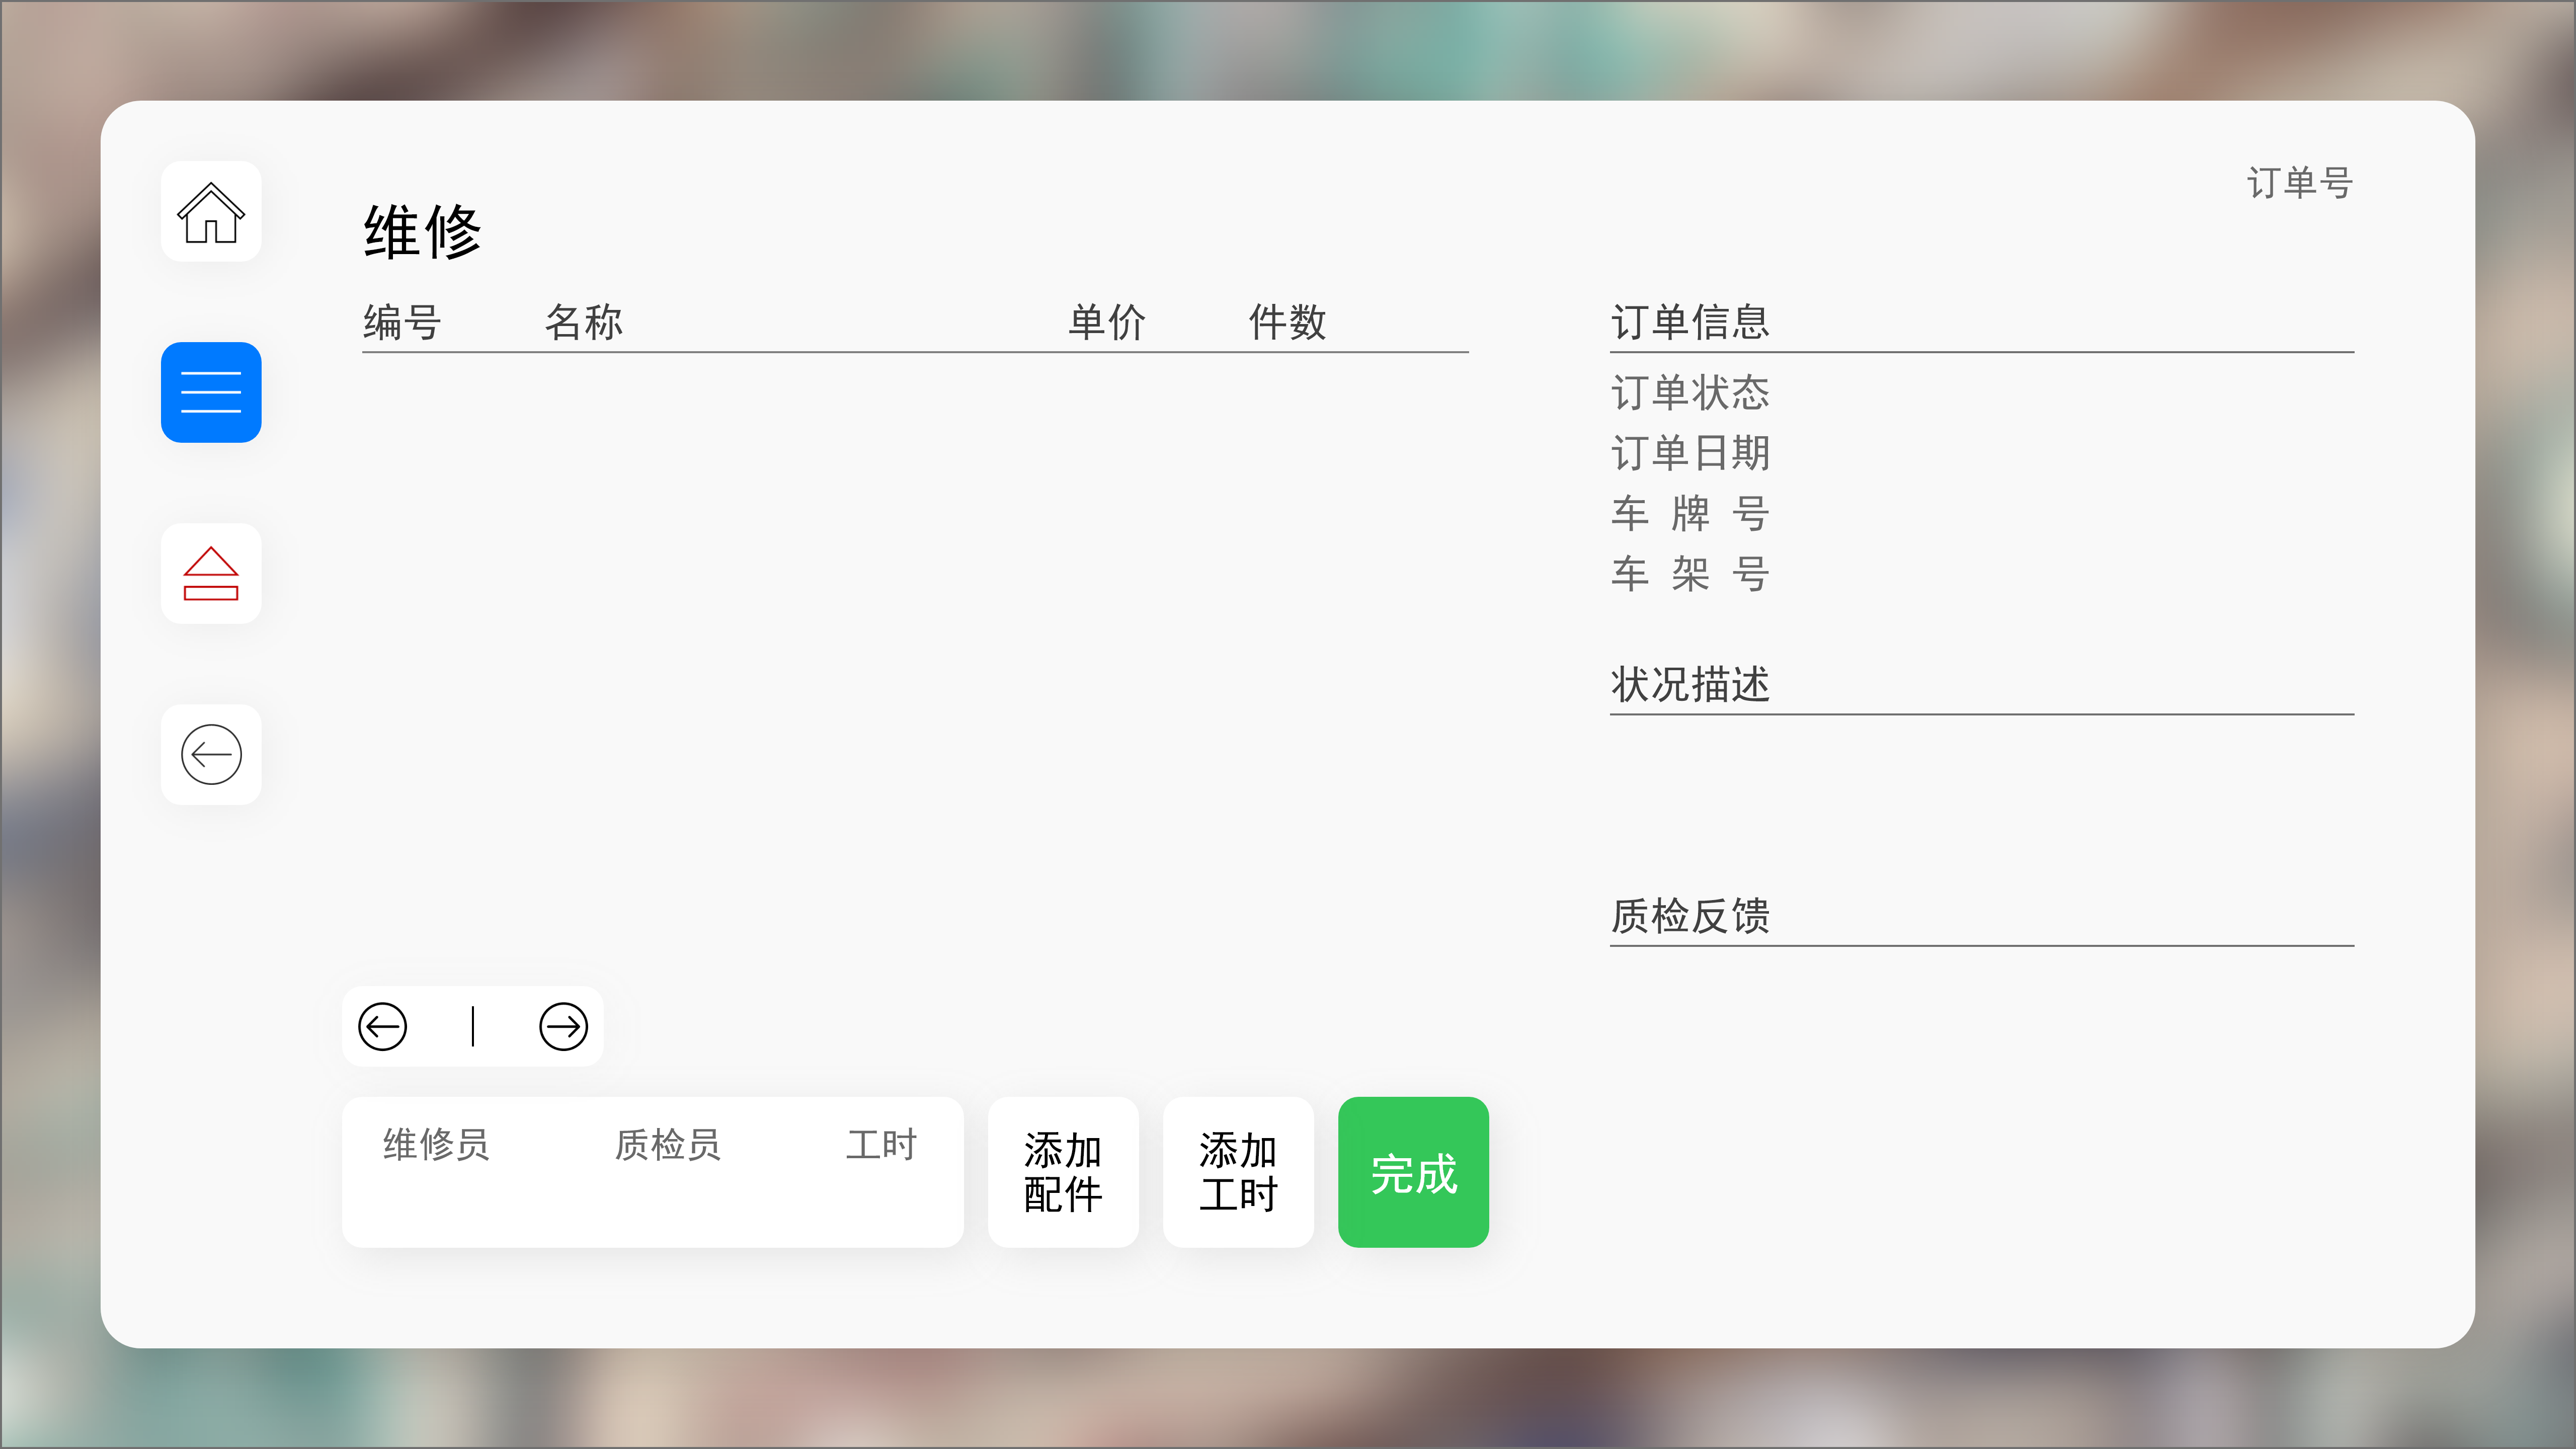 订单号
维修
编号 名称 单价 件数
订单信息
订单状态
订单日期
车 牌 号
车 架 号
状况描述
质检反馈
维修员 质检员 工时
添加
配件
添加
工时
完成